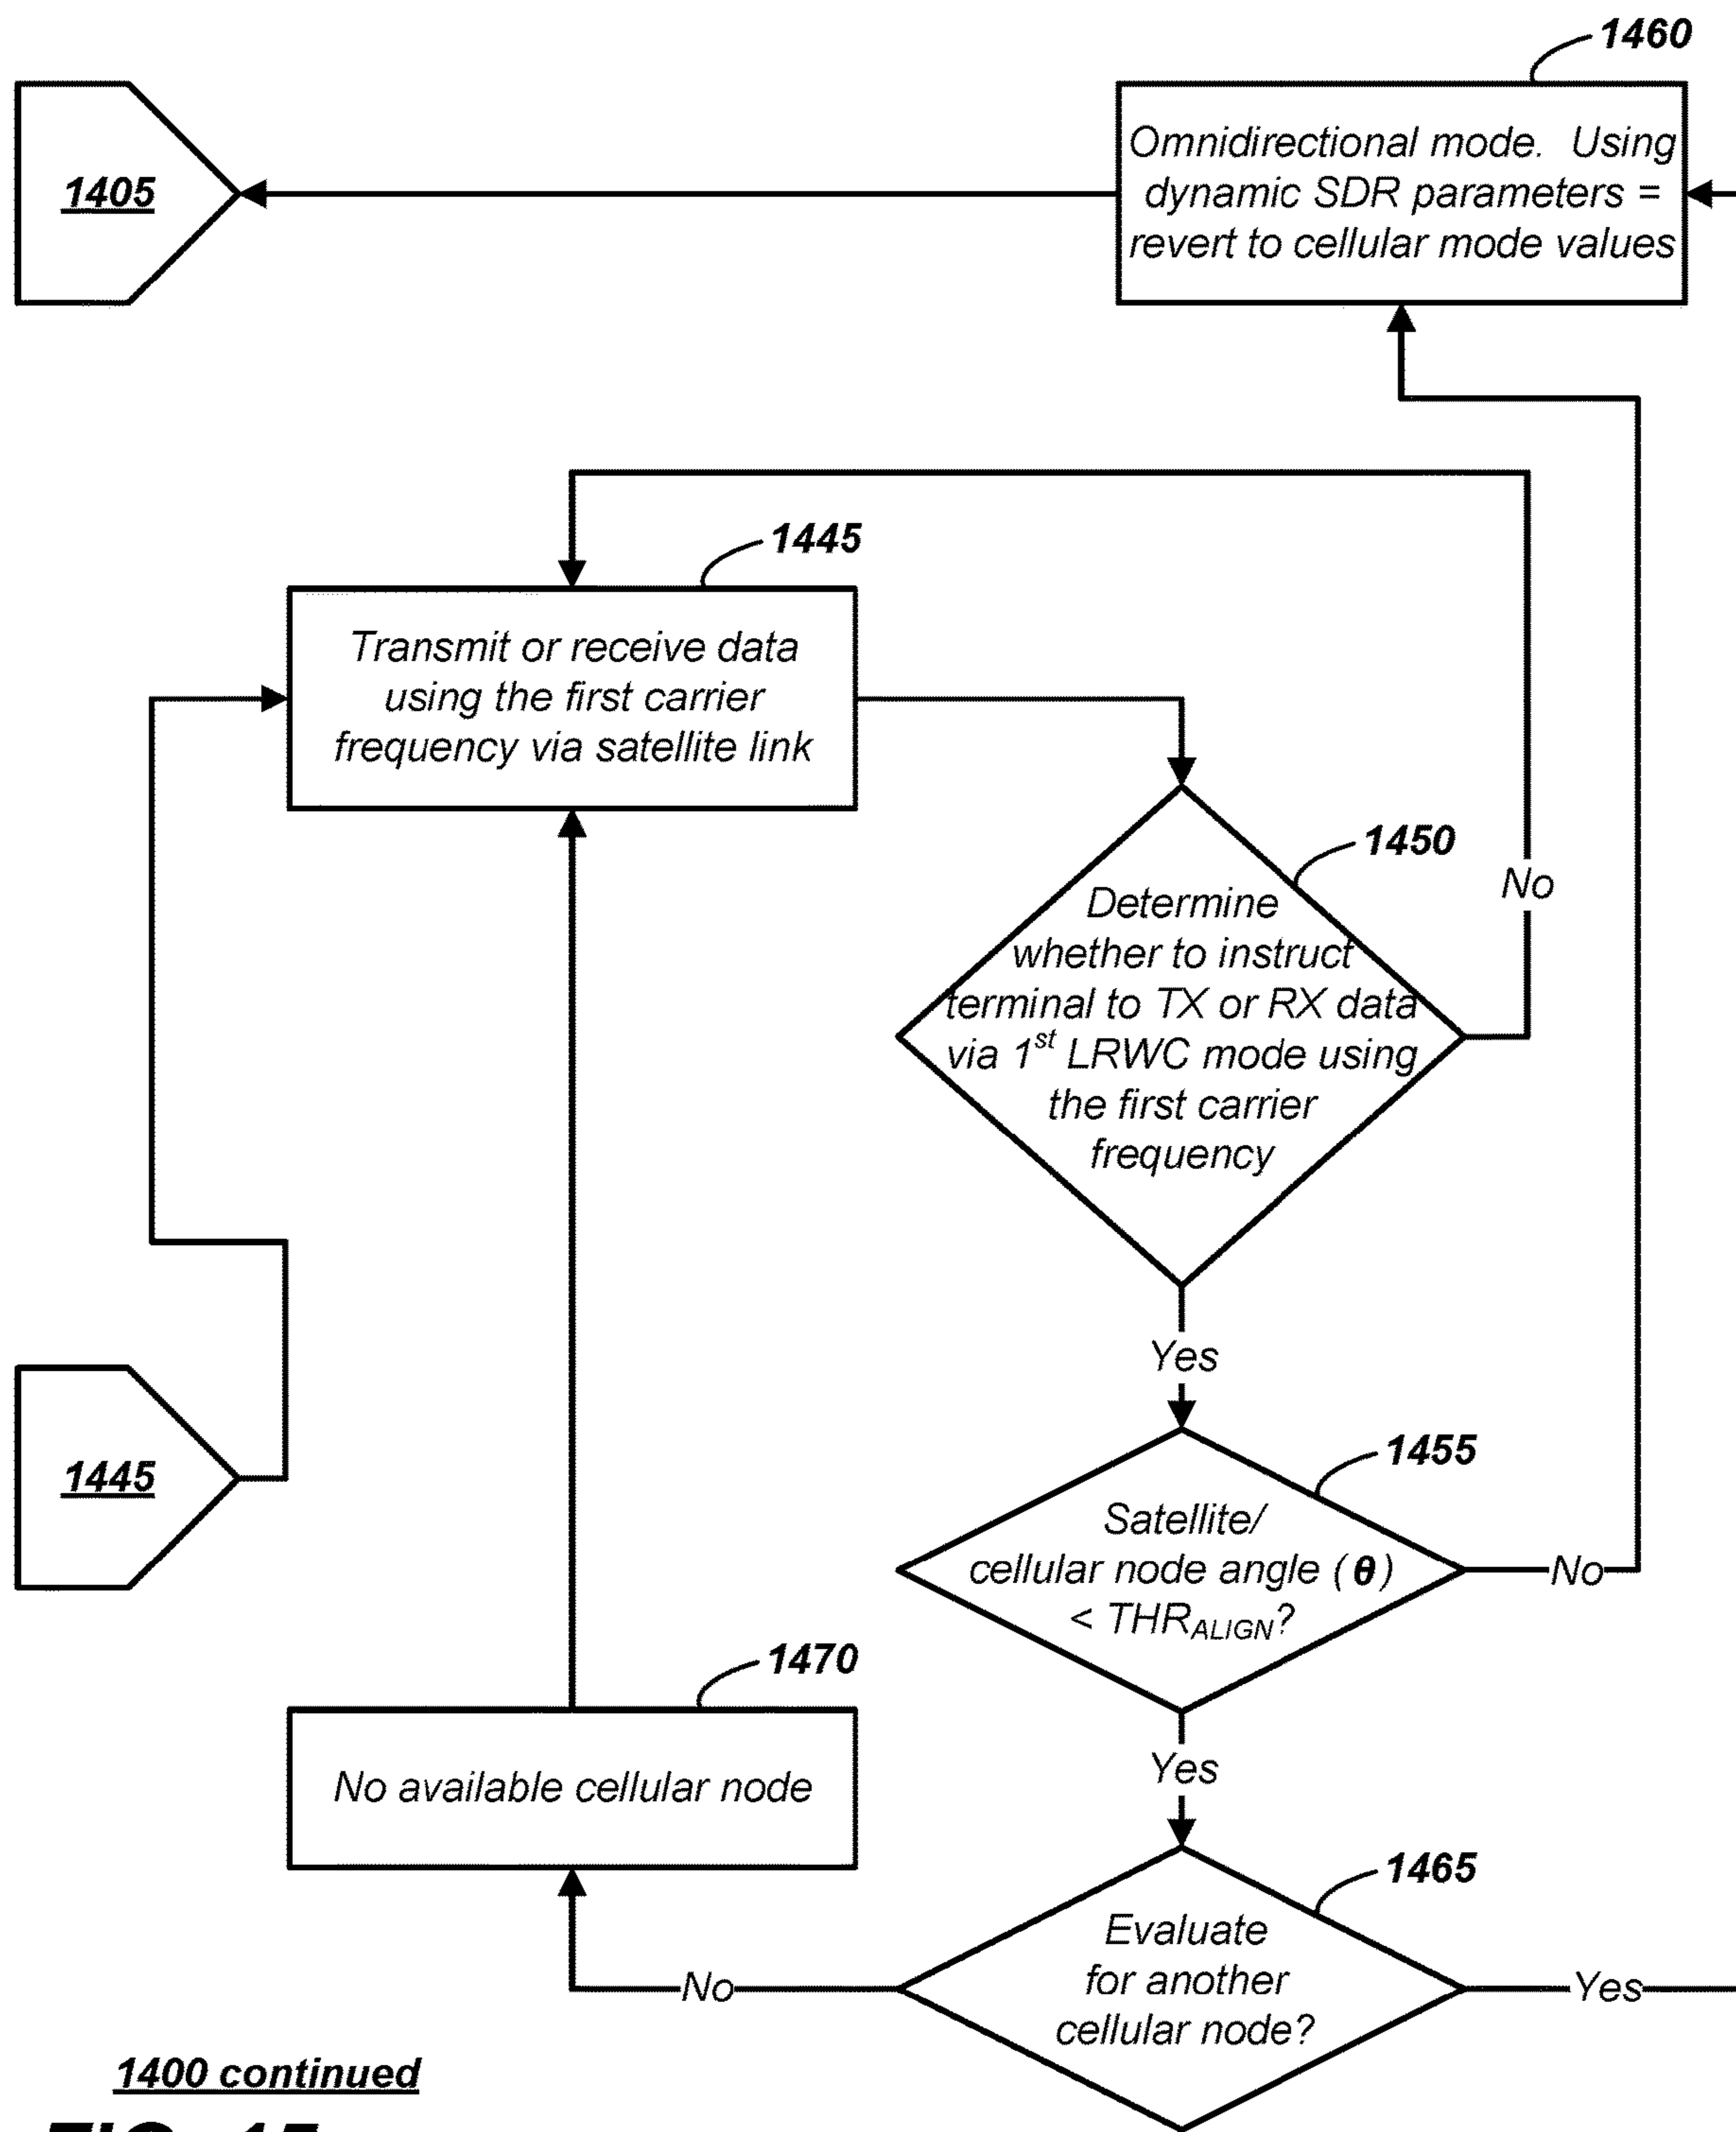 1460
1405
Omnidirectional mode. Using
dynamic SDR parameters =
revert to cellular mode values
1445
Transmit or receive data
using the first carrier
frequency via satellite link
1450
No
Determine
whether to instruct
terminal to TX or RX data
via 1st LRWC mode using
the first carrier
frequency
Yes
1455
1445
Satellite/
cellular node angle (θ)
< THRALIGN?
No
1470
Yes
No available cellular node
1465
Evaluate
for another
cellular node?
No
Yes
1400 continued
FIG. 15